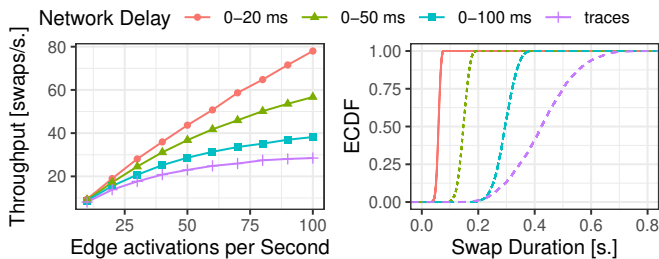 Network Delay 0−20 ms 0−50 ms 0−100 ms traces
Throughput [swaps/s.]
80
60
40
20
25 50 75 100
Edge activations per Second
ECDF
1.00
0.75
0.50
0.25
0.00
0.0 0.2 0.4 0.6 0.8
Swap Duration [s.]